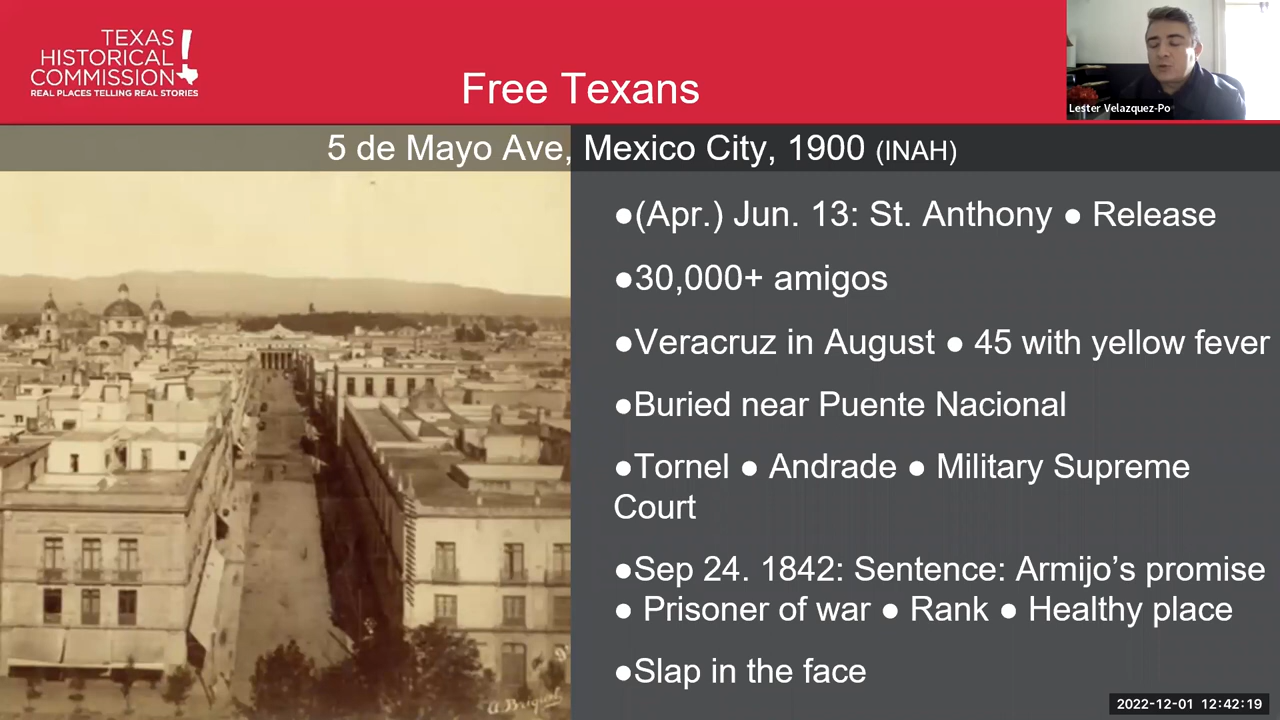 TEXAS
HISTORICAL
COMMISSION
REAL PLACES TELLING REAL STORIES
Free Texans
Lester Velazquez-Po
5 de Mayo Ave, Mexico City, 1900 (INAH)
●(Apr.) Jun. 13: St. Anthony ● Release
●30,000+ amigos
●Veracruz in August ● 45 with yellow fever
●Buried near Puente Nacional
●Tornel ● Andrade ● Military Supreme
Court
●Sep 24. 1842: Sentence: Armijo’s promise
● Prisoner of war ● Rank ● Healthy place
●Slap in the face
2022-12-01 12:42:19